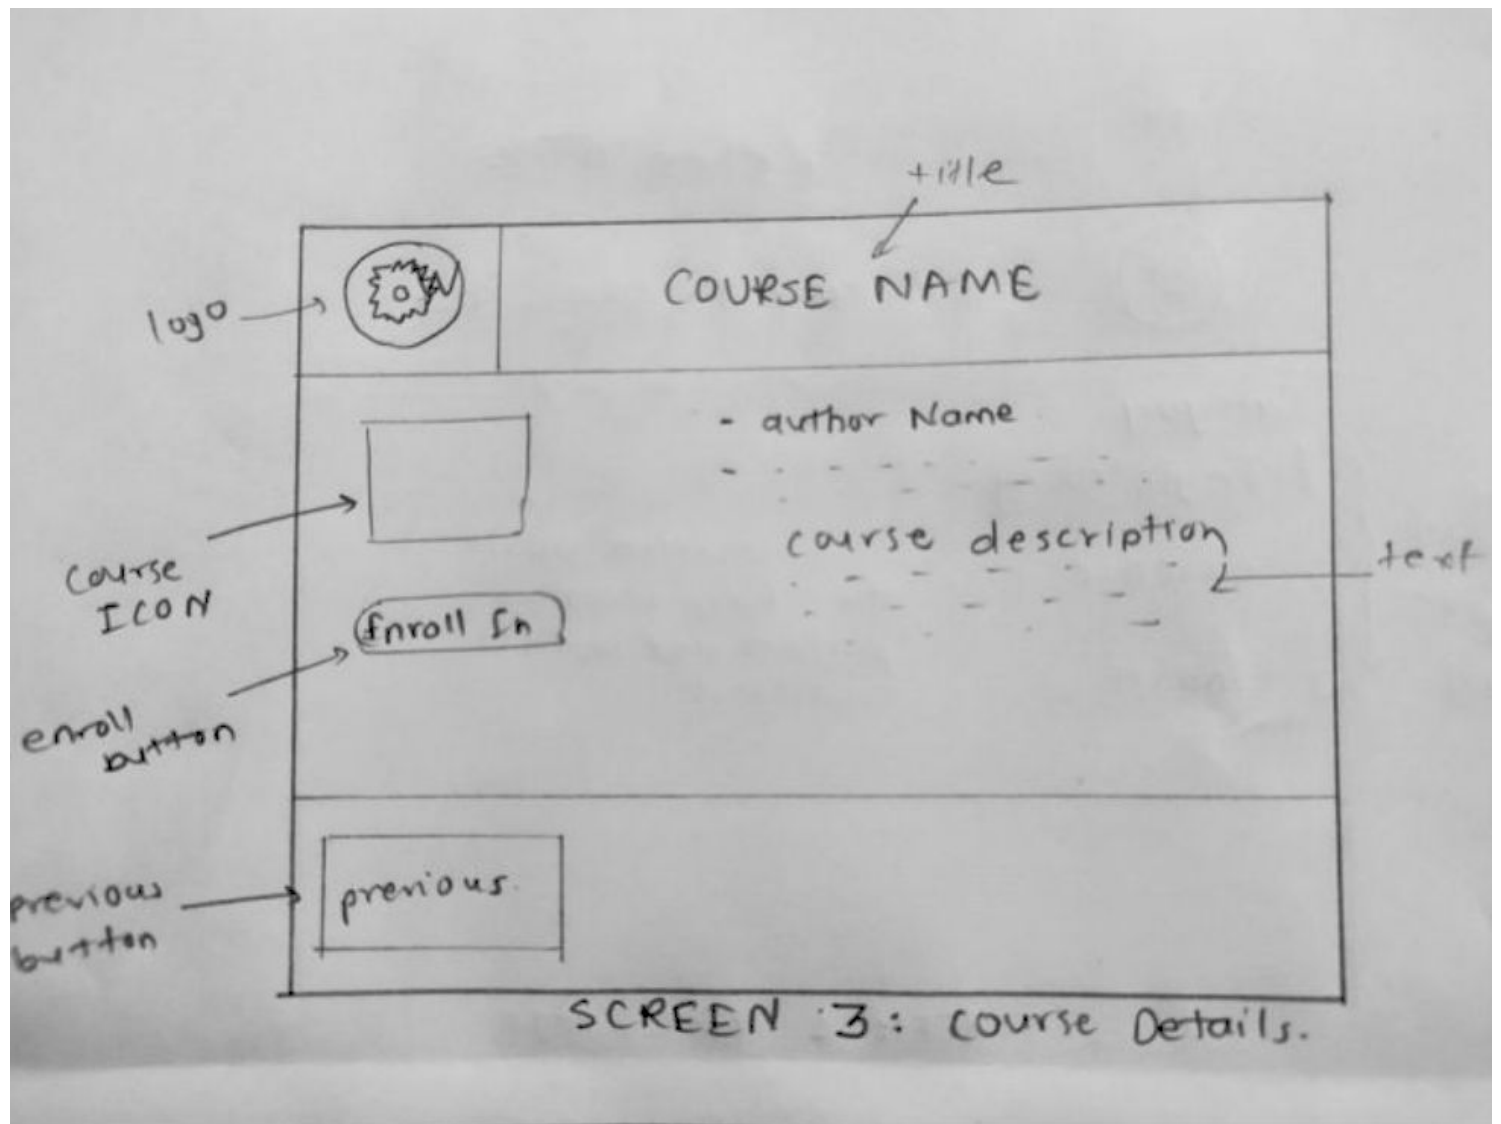 title
logo
COURSE NAME
- author Name
course description
text
course
ICON
Enroll In
enroll
button
previous
button
previous.
SCREEN 3: course Details.